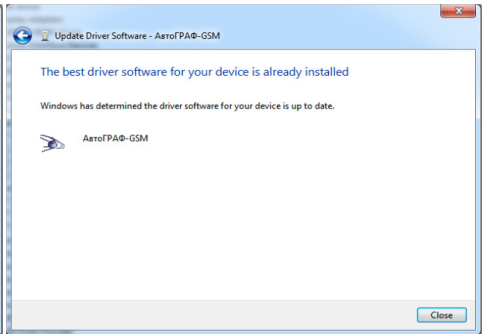 Update Driver Software - АвтоГРАФ-GSM
The best driver software for your device is already installed
Windows has determined the driver software for your device is up to date.
АвтоГРАФ-GSM
Close